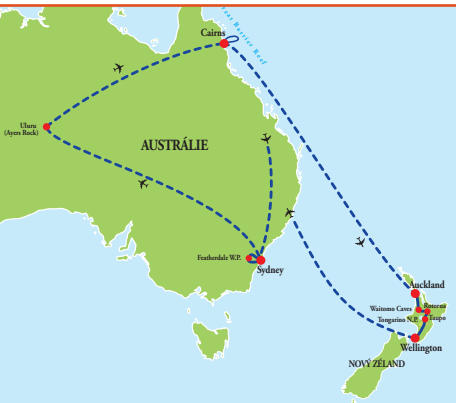 Great Barrier Reef
Cairns
Uluru
(Ayers Rock)
AUSTRÁLIE
Featherdale W.P.
Sydney
Auckland
Waitomo Caves
Rotorua
Tongariro N.P.
Taupo
Wellington
NOVÝ ZÉLAND